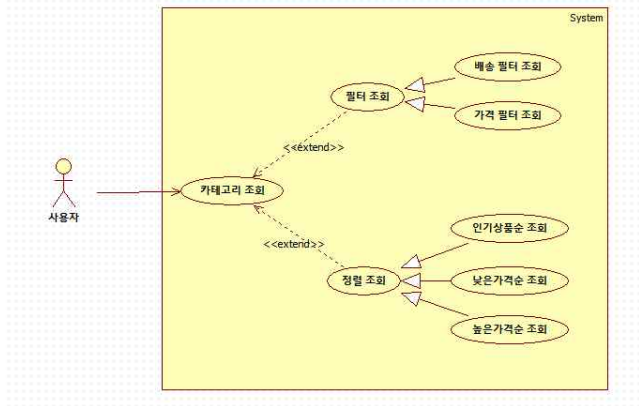 System
배송 필터 조회
필터 조회
가격 필터 조회
<<extend>>
카테고리 조회
사용자
인기상품순 조회
<<extend>>
정렬 조회
낮은가격순 조회
높은가격순 조회